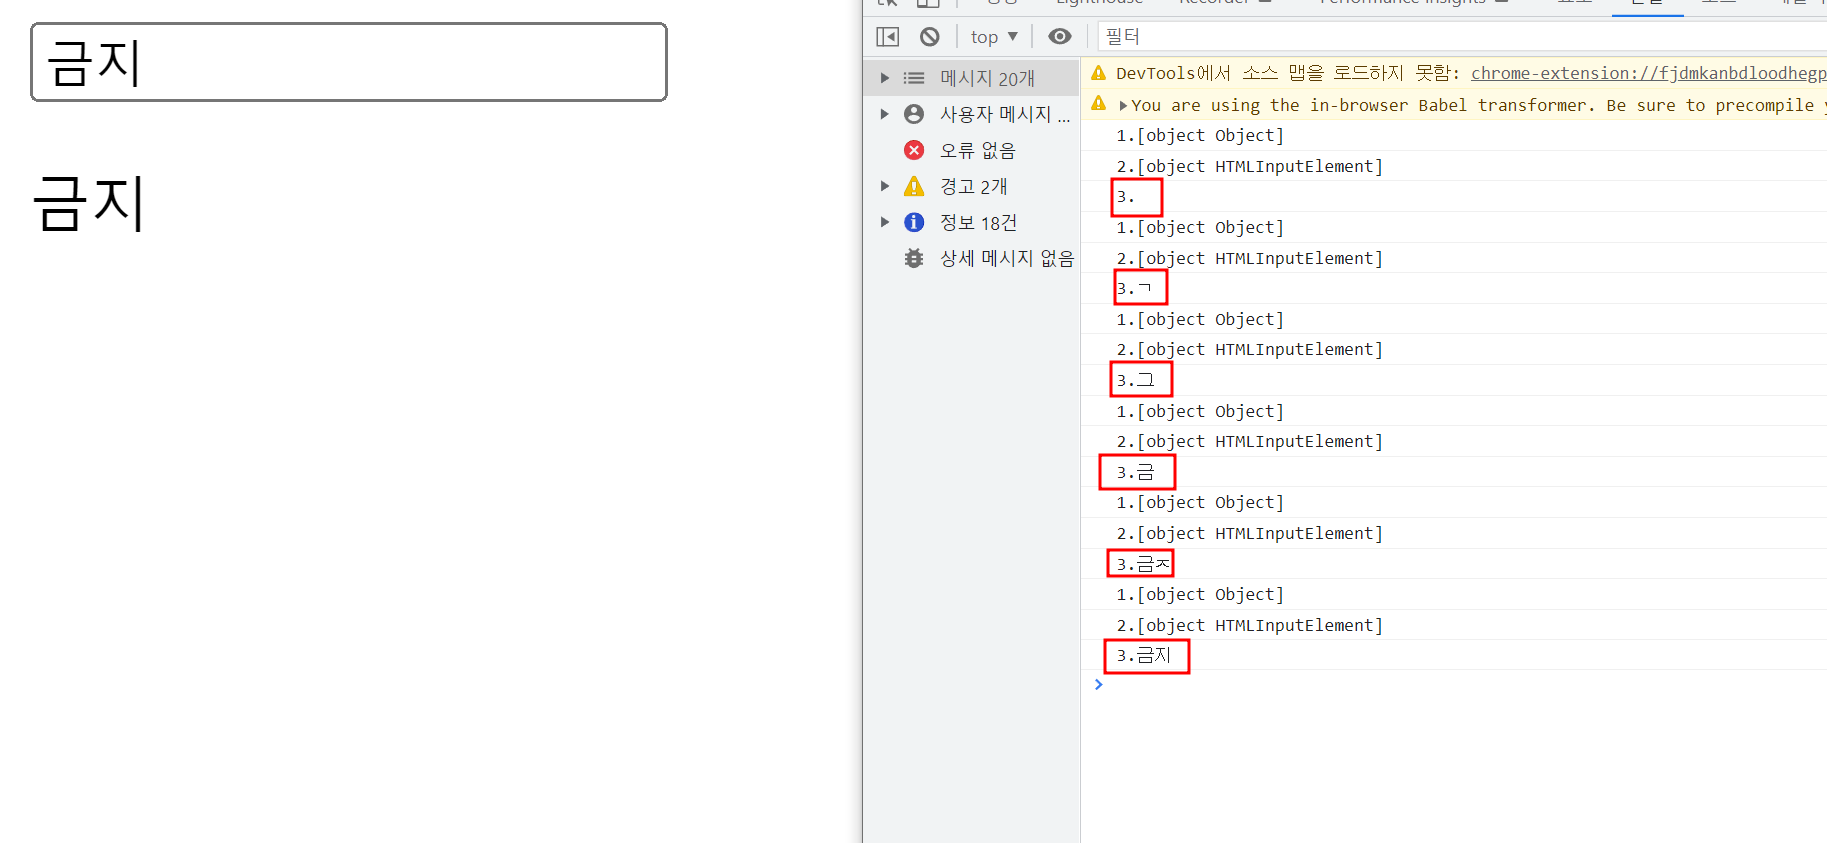 금지
금지
Lighthouse
top ▼
필터
메시지 20개
사용자 메시지 ...
오류 없음
경고 2개
정보 18건
상세 메시지 없음
DevTools에서 소스 맵을 로드하지 못함: chrome-extension://fjdmkanbdloodhegp
You are using the in-browser Babel transformer. Be sure to precompile y
1.[object Object]
2.[object HTMLInputElement]
3.
1.[object Object]
2.[object HTMLInputElement]
3.ㄱ
1.[object Object]
2.[object HTMLInputElement]
3.그
1.[object Object]
2.[object HTMLInputElement]
3.금
1.[object Object]
2.[object HTMLInputElement]
3.금ㅈ
1.[object Object]
2.[object HTMLInputElement]
3.금지